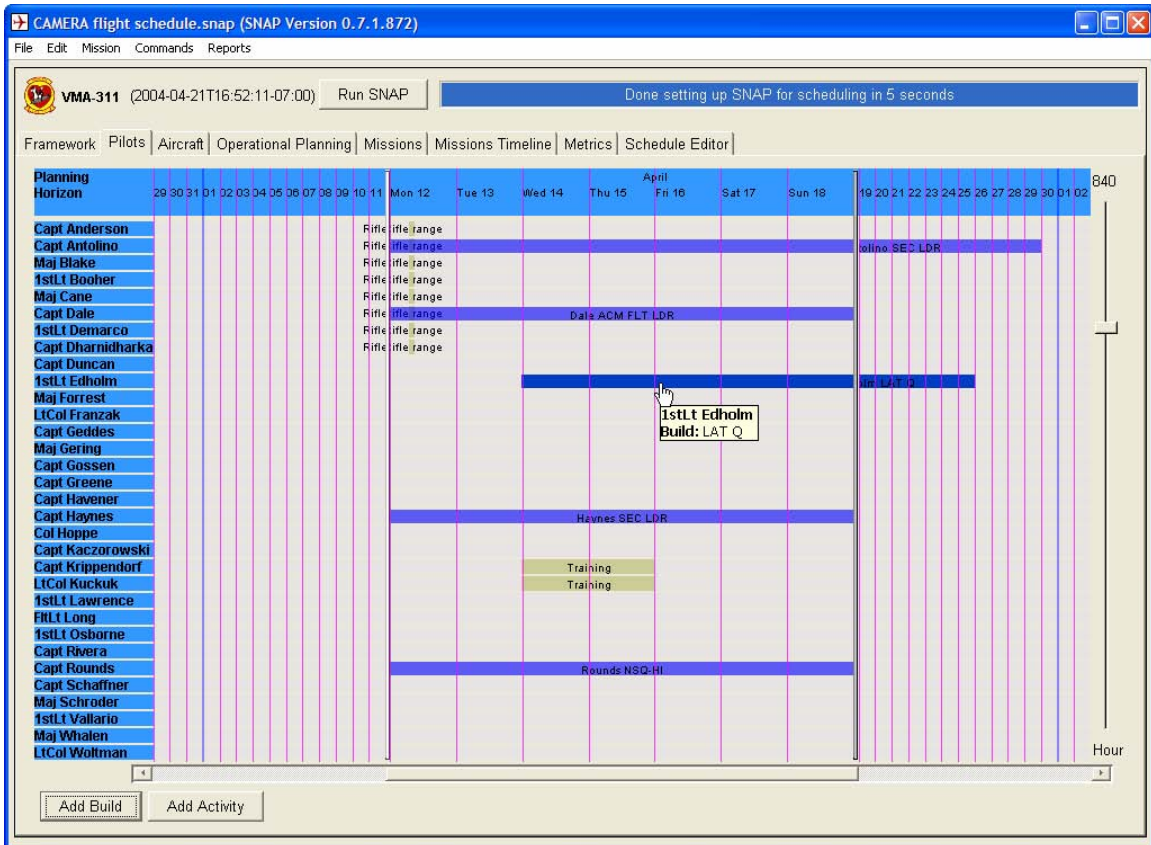 CAMERA flight schedule.snap (SNAP Version 0.7.1.872)
File Edit Mission Commands Reports
VMA-311 (2004-04-21T16:52:11-07:00) Run SNAP Done setting up SNAP for scheduling in 5 seconds
Framework Pilots Aircraft Operational Planning Missions Missions Timeline Metrics Schedule Editor
Planning April
Horizon 29 30 31 01 02 03 04 05 06 07 08 09 10 11 Mon 12 Tue 13 Wed 14 Thu 15 Fri 16 Sat 17 Sun 18 19 20 21 22 23 24 25 26 27 28 29 30 01 02 840
Capt Anderson Rifle ifle range
Capt Antolino Rifle ifle range tolino SEC LDR
Maj Blake Rifle ifle range
1stLt Booher Rifle ifle range
Maj Cane Rifle ifle range
Capt Dale Rifle ifle range Dale ACM FLT LDR
1stLt Demarco Rifle ifle range
Capt Dharnidharka Rifle ifle range
Capt Duncan
1stLt Edholm olm LAT Q
Maj Forrest
LtCol Franzak 1stLt Edholm
Capt Geddes Build: LAT Q
Maj Gering
Capt Gossen
Capt Greene
Capt Havener
Capt Haynes Haynes SEC LDR
Col Hoppe
Capt Kaczorowski
Capt Krippendorf Training
LtCol Kuckuk Training
1stLt Lawrence
FltLt Long
1stLt Osborne
Capt Rivera
Capt Rounds Rounds NSQ-HI
Capt Schaffner
Maj Schroder
1stLt Vallario
Maj Whalen
LtCol Woltman Hour
Add Build Add Activity